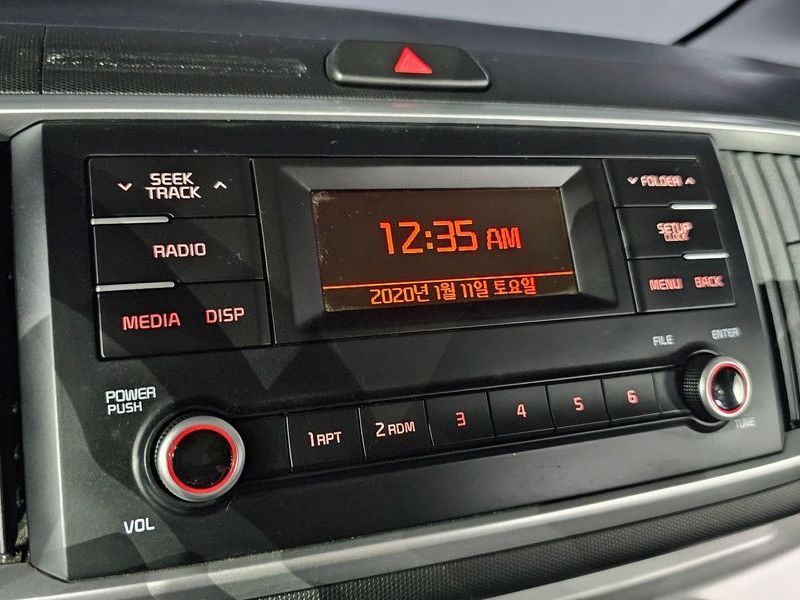 SEEK
TRACK
RADIO
MEDIA DISP
12:35 AM
2020년 1월 11일 토요일
FOLDER
SETUP
CLOCK
MENU BACK
POWER
PUSH
VOL
1 RPT
2 RDM
3
4
5
6
FILE
ENTER
TUNE